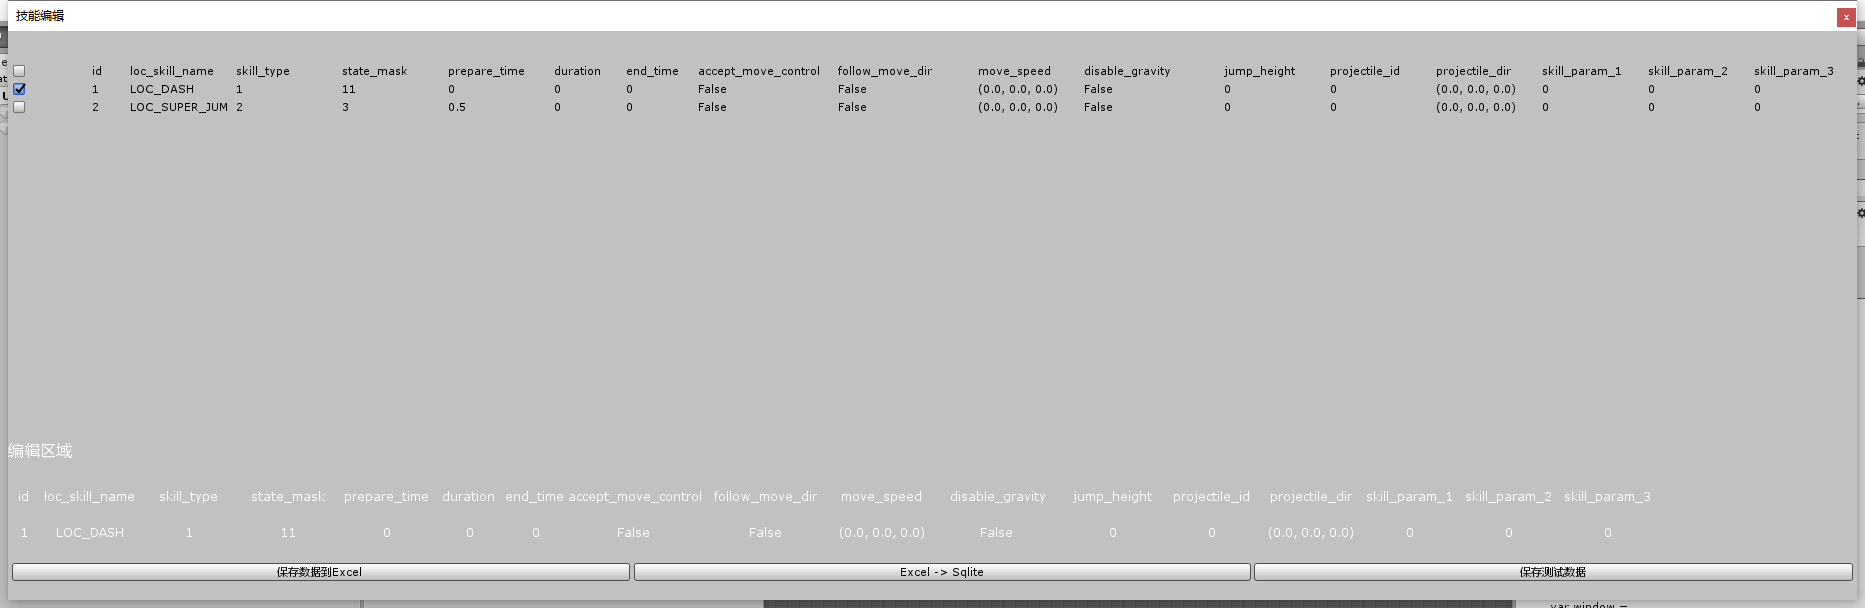 技能编辑
x
id loc_skill_name skill_type state_mask prepare_time duration end_time accept_move_control follow_move_dir move_speed disable_gravity jump_height projectile_id projectile_dir skill_param_1 skill_param_2 skill_param_3
1 LOC_DASH 1 11 0 0 0 False False (0.0, 0.0, 0.0) False 0 0 (0.0, 0.0, 0.0) 0 0 0
2 LOC_SUPER_JUM 2 3 0.5 0 0 False False (0.0, 0.0, 0.0) False 0 0 (0.0, 0.0, 0.0) 0 0 0
编辑区域
id loc_skill_name skill_type state_mask prepare_time duration end_time accept_move_control follow_move_dir move_speed disable_gravity jump_height projectile_id projectile_dir skill_param_1 skill_param_2 skill_param_3
1 LOC_DASH 1 11 0 0 0 False False (0.0, 0.0, 0.0) False 0 0 (0.0, 0.0, 0.0) 0 0 0
保存数据到Excel Excel -> Sqlite 保存测试数据
var window =